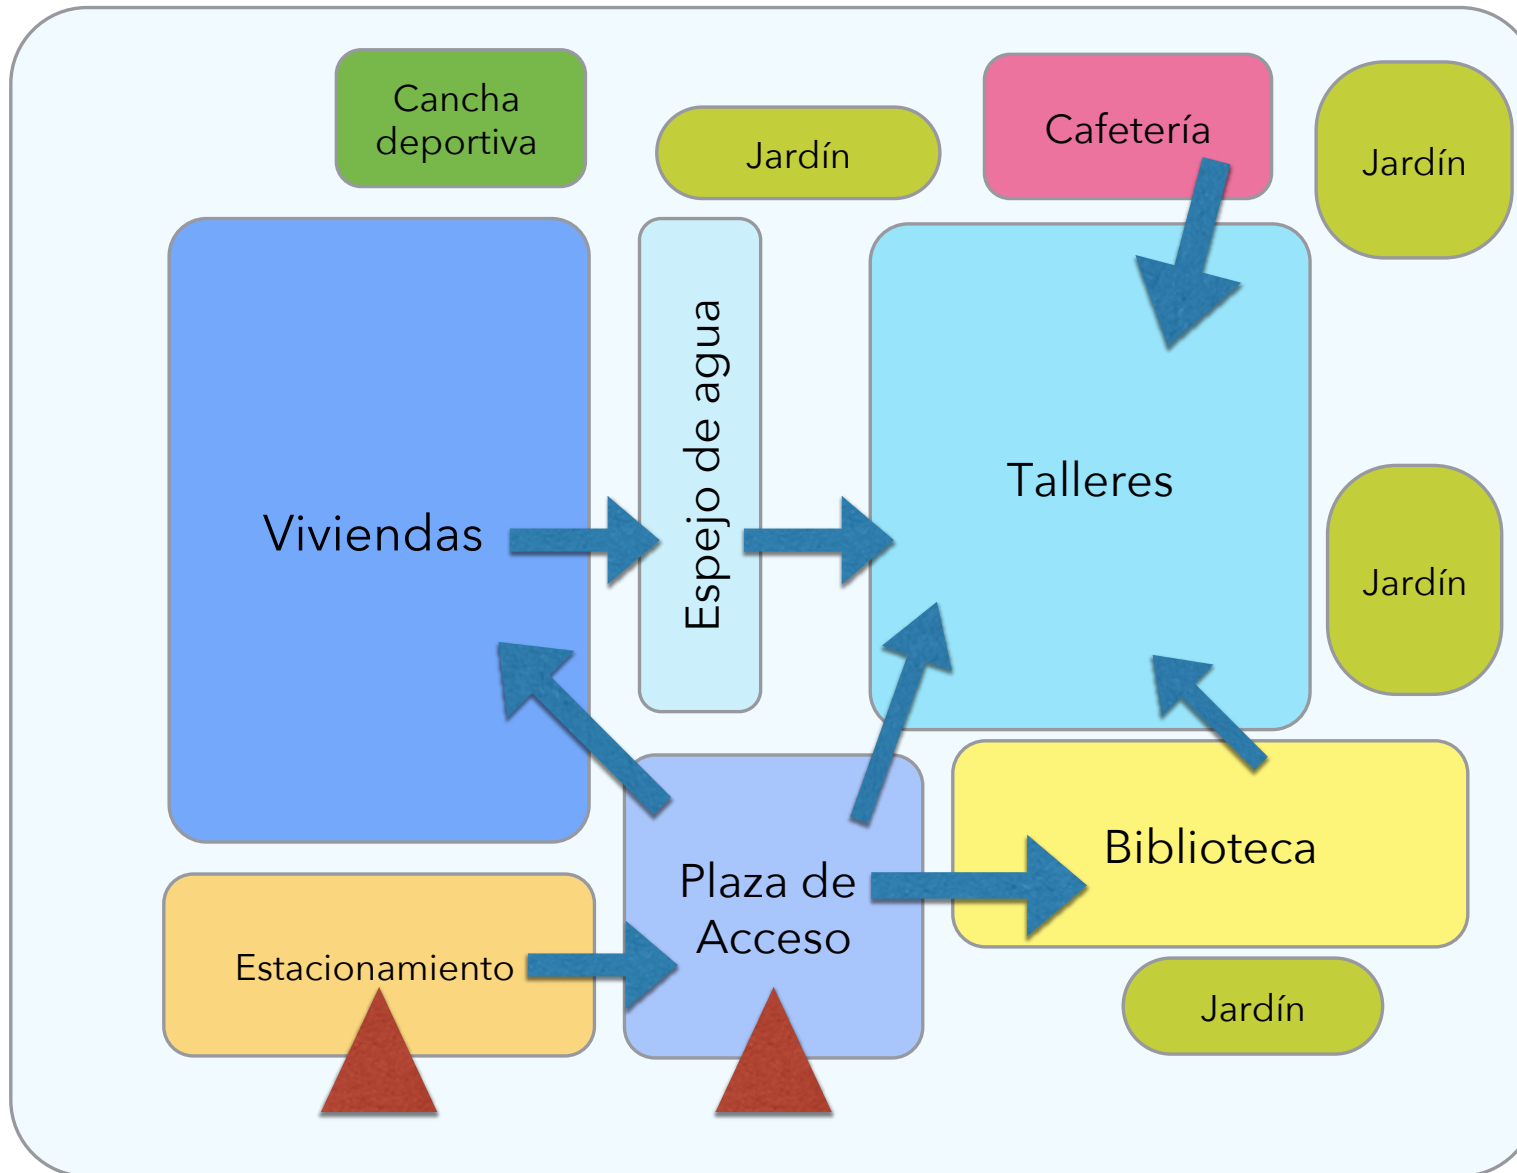 Cancha
deportiva
Jardín
Cafetería
Jardín
Viviendas
Espejo de agua
Talleres
Jardín
Estacionamiento
Plaza de
Acceso
Biblioteca
Jardín